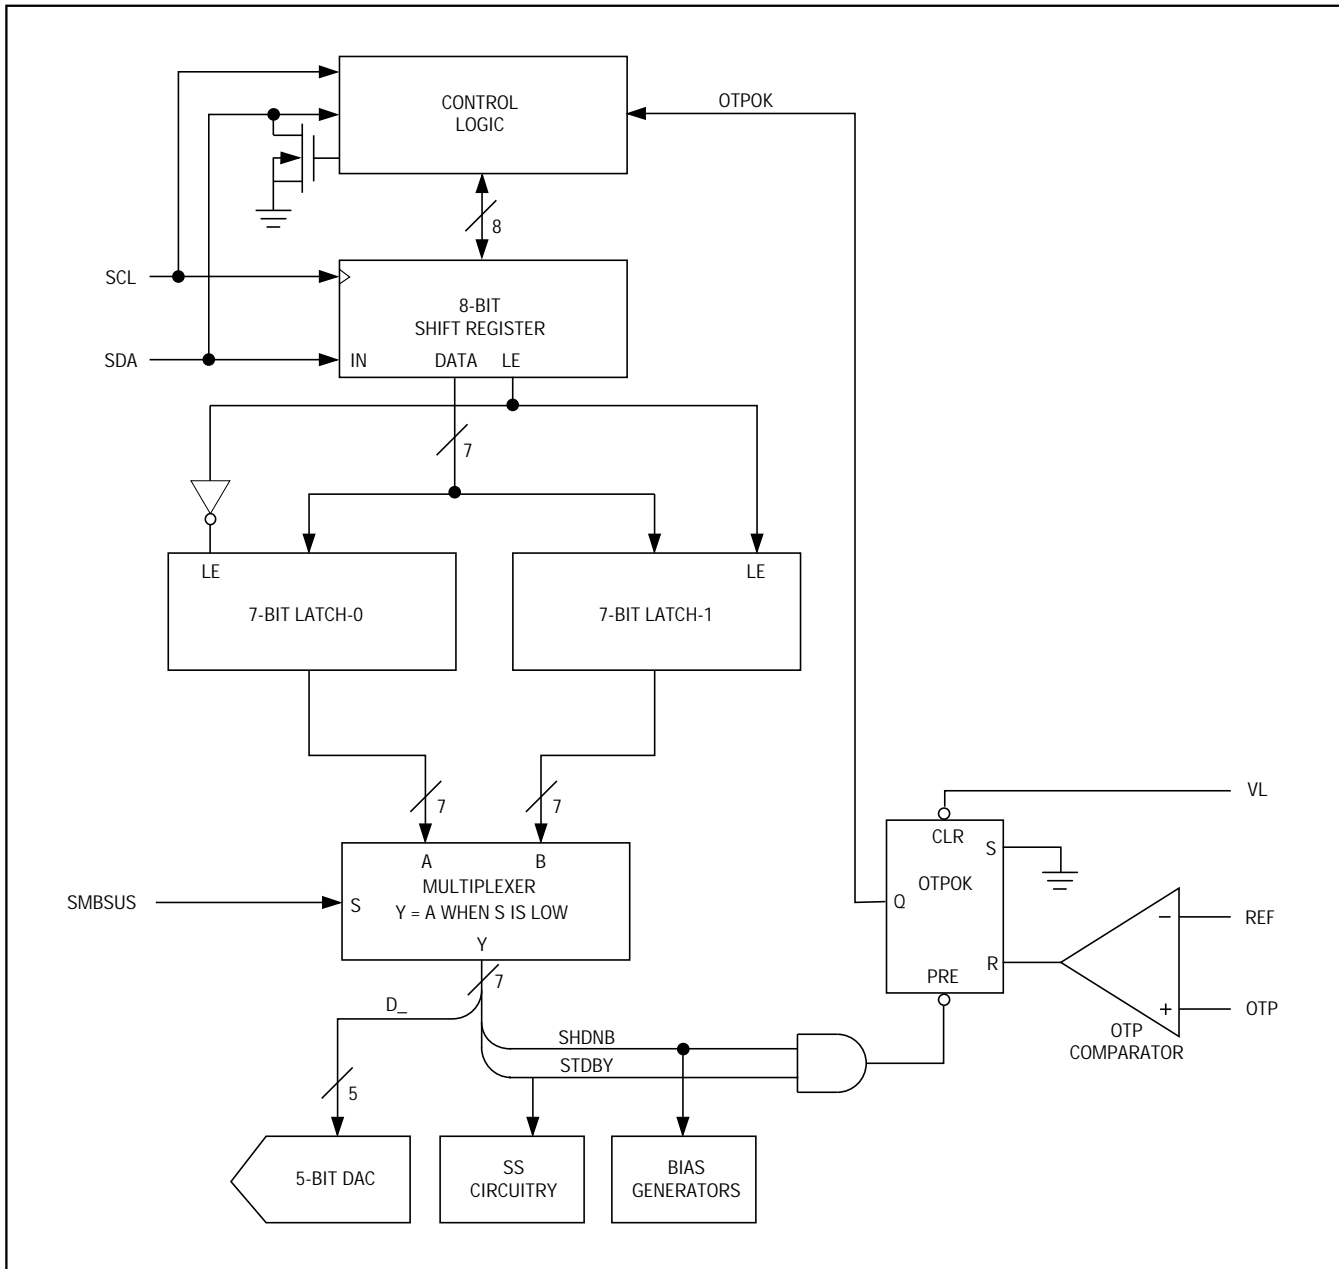 CONTROL
LOGIC
OTPOK
8
SCL
8-BIT
SHIFT REGISTER
SDA
IN
DATA
LE
7
LE
LE
7-BIT LATCH-0
7-BIT LATCH-1
7
7
VL
A
B
CLR
S
MULTIPLEXER
OTPOK
SMBSUS
S
Y = A WHEN S IS LOW
Q
−
REF
Y
R
7
PRE
D_
+
OTP
SHDNB
OTP
COMPARATOR
STDBY
5
5-BIT DAC
SS
CIRCUITRY
BIAS
GENERATORS